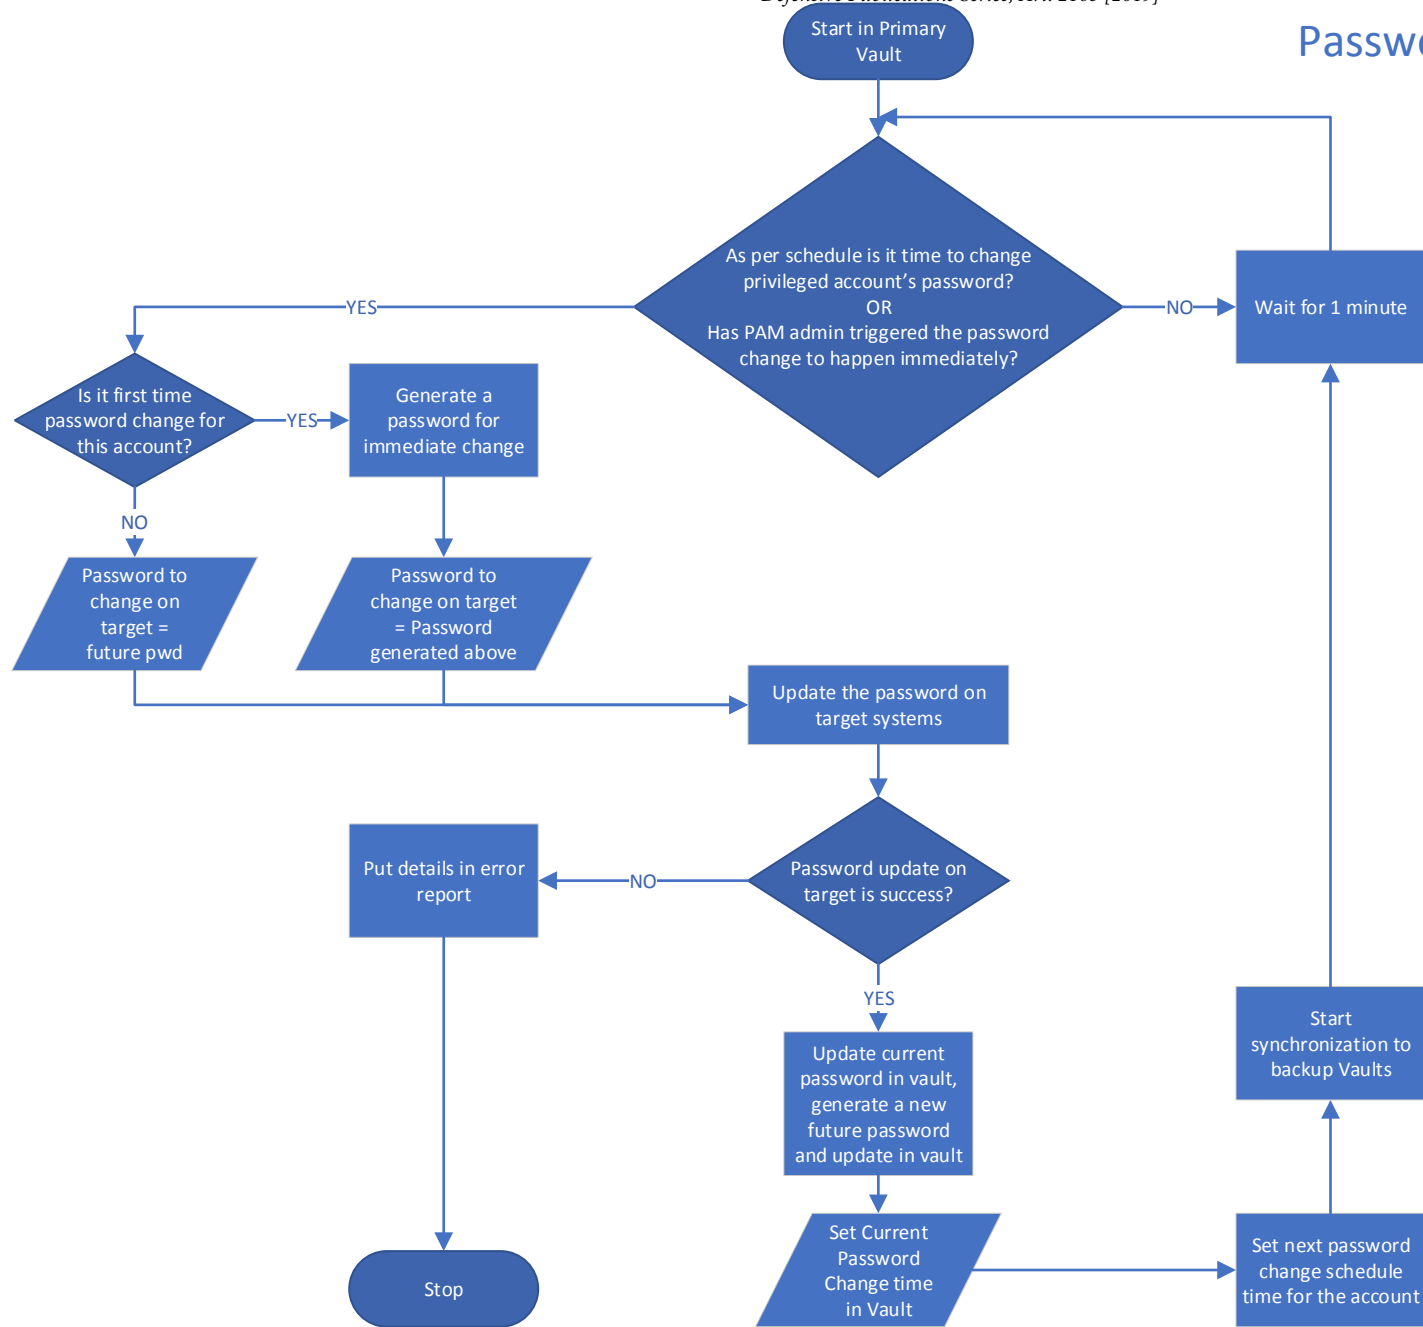 Start in Primary
Vault
As per schedule is it time to change
privileged account's password?
OR
Has PAM admin triggered the password
change to happen immediately?
YES
NO
Wait for 1 minute
Is it first time
password change for
this account?
YES
Generate a
password for
immediate change
NO
Password to
change on
target =
future pwd
Password to
change on target
= Password
generated above
Update the password on
target systems
Put details in error
report
NO
Password update on
target is success?
YES
Update current
password in vault,
generate a new
future password
and update in vault
Start
synchronization to
backup Vaults
Set Current
Password
Change time
in Vault
Set next password
change schedule
time for the account
Stop